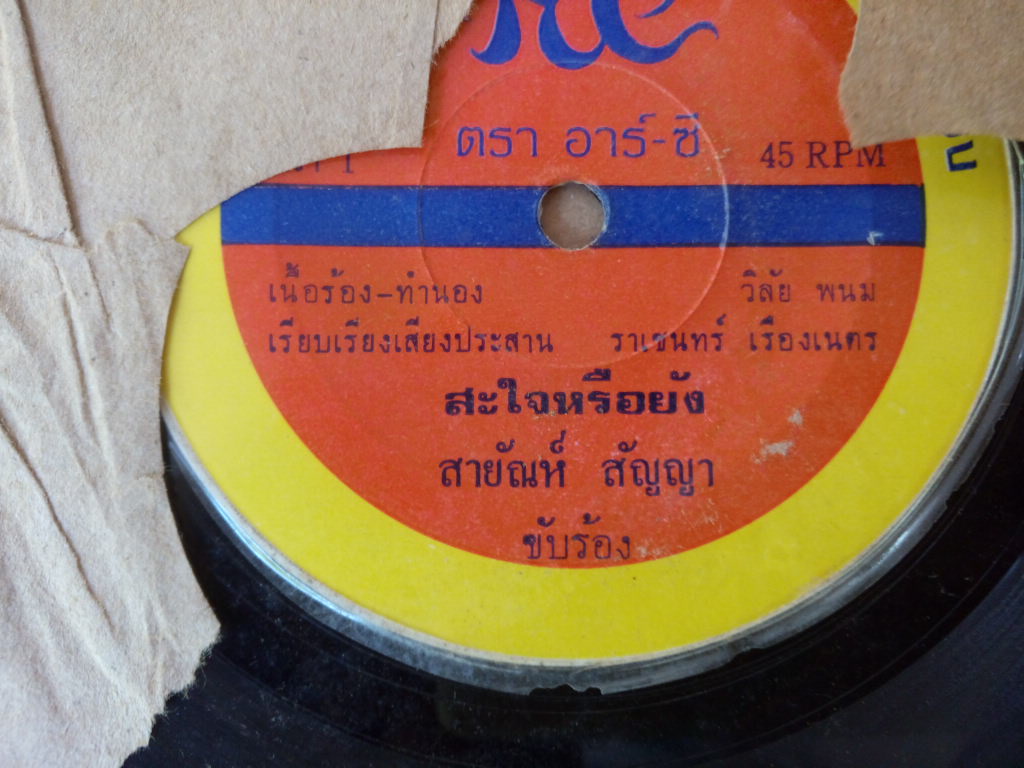 ตรา อาร์-ซี
45 RPM
เนื้อร้อง-ทำนอง วิลัย พนม
เรียบเรียงเสียงประสาน ราเชนทร์ เรืองเนตร
สะใจหรือยัง
สายัณห์ สัญญา
ขับร้อง